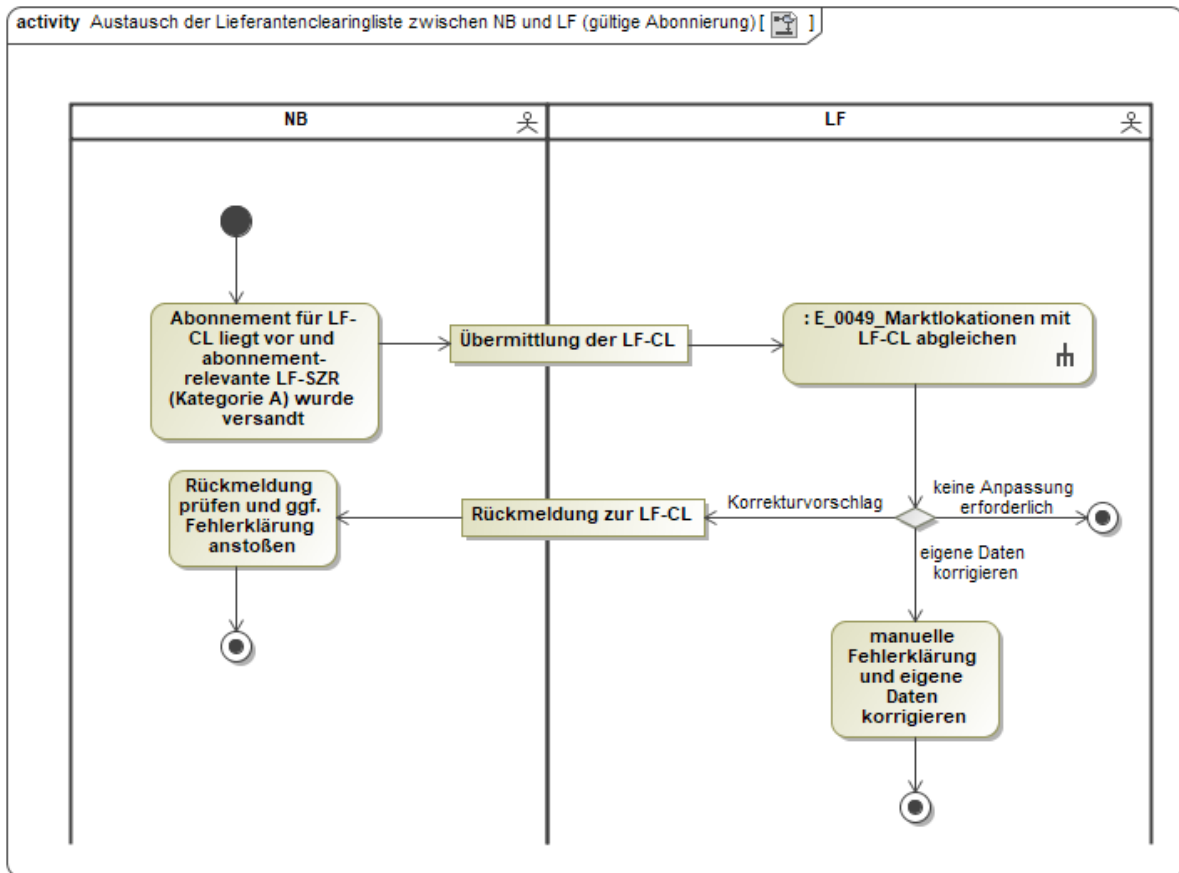 activity Austausch der Lieferantenclearingliste zwischen NB und LF (gültige Abonnierung) [ ]
NB
LF
Abonnement für LF-
CL liegt vor und
abonnement-
relevante LF-SZR
(Kategorie A) wurde
versandt
Übermittlung der LF-CL
: E_0049_Marktlokationen mit
LF-CL abgleichen
Rückmeldung
prüfen und ggf.
Fehlerklärung
anstoßen
Rückmeldung zur LF-CL
Korrekturvorschlag
keine Anpassung
erforderlich
eigene Daten
korrigieren
manuelle
Fehlerklärung
und eigene
Daten
korrigieren